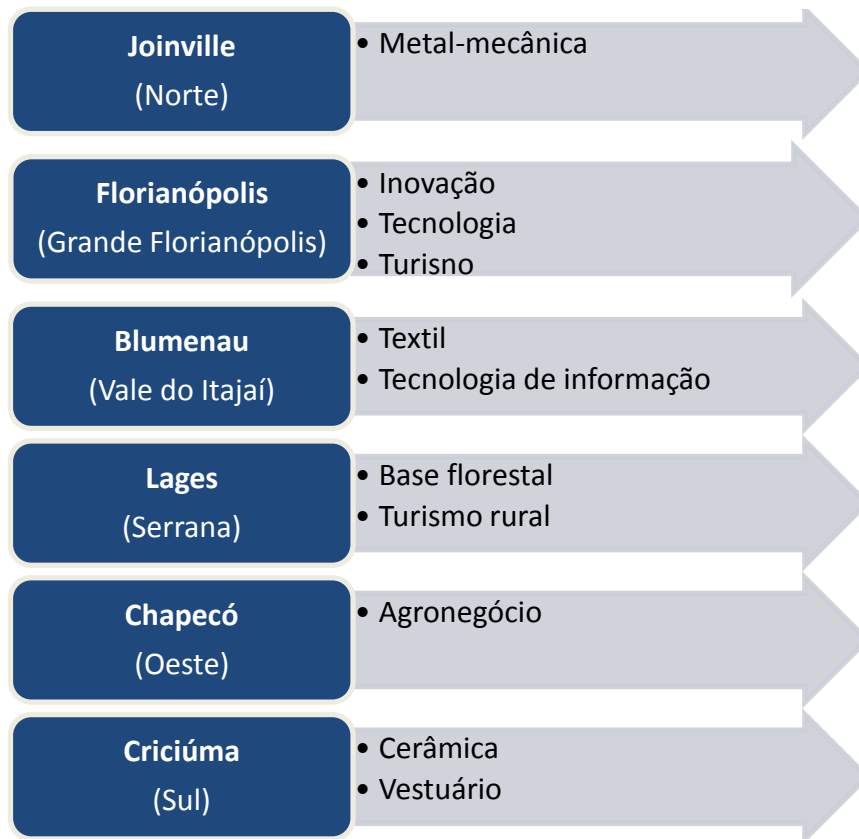 Joinville
(Norte)
• Metal-mecânica
Florianópolis
(Grande Florianópolis)
• Inovação
• Tecnologia
• Turisno
Blumenau
(Vale do Itajaí)
• Textil
• Tecnologia de informação
Lages
(Serrana)
• Base florestal
• Turismo rural
Chapecó
(Oeste)
• Agronegócio
Criciúma
(Sul)
• Cerâmica
• Vestuário